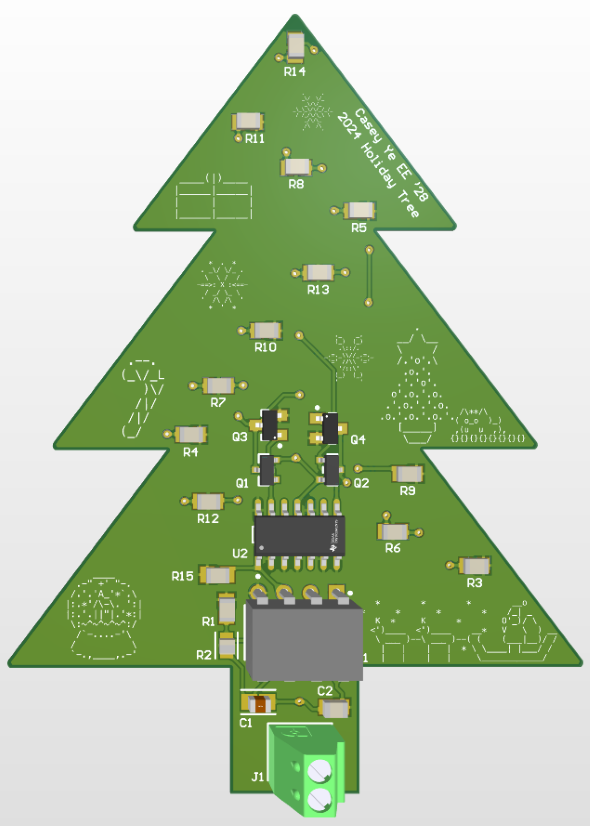 R14
Casey Ye EE '28
2024 Holiday Tree
R11
R8
R5
R13
R10
R7
R4
Q3
Q4
Q1
Q2
R9
R12
R6
U2
R15
R3
R1
R2
1
C2
C1
J1